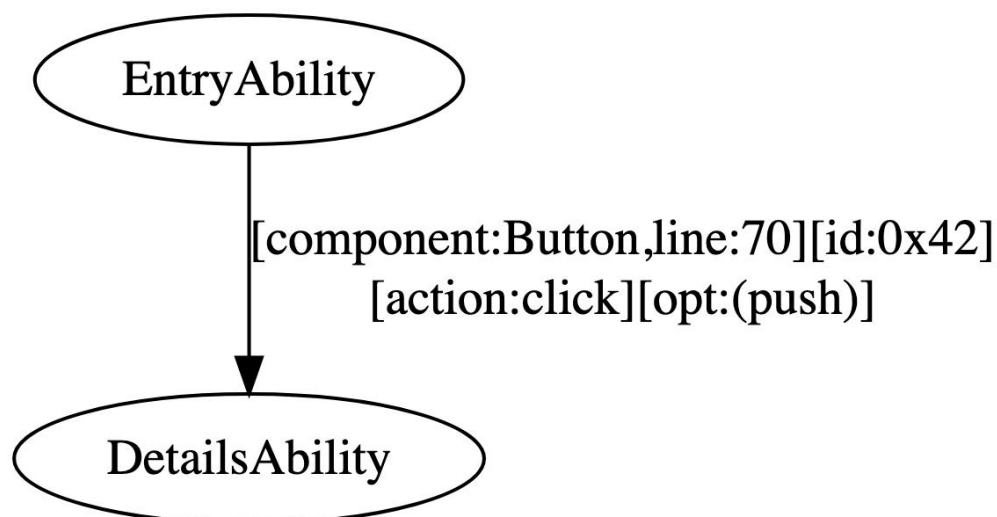 EntryAbility
[component:Button,line:70][id:0x42]
[action:click][opt:(push)]
DetailsAbility